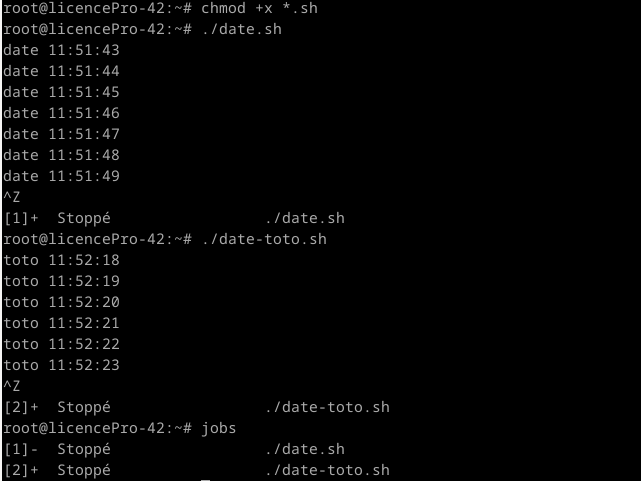 root@licencePro-42:~# chmod +x *.sh
root@licencePro-42:~# ./date.sh
date 11:51:43
date 11:51:44
date 11:51:45
date 11:51:46
date 11:51:47
date 11:51:48
date 11:51:49
^Z
[1]+  Stoppé                 ./date.sh
root@licencePro-42:~# ./date-toto.sh
toto 11:52:18
toto 11:52:19
toto 11:52:20
toto 11:52:21
toto 11:52:22
toto 11:52:23
^Z
[2]+  Stoppé                 ./date-toto.sh
root@licencePro-42:~# jobs
[1]-  Stoppé                 ./date.sh
[2]+  Stoppé                 ./date-toto.sh